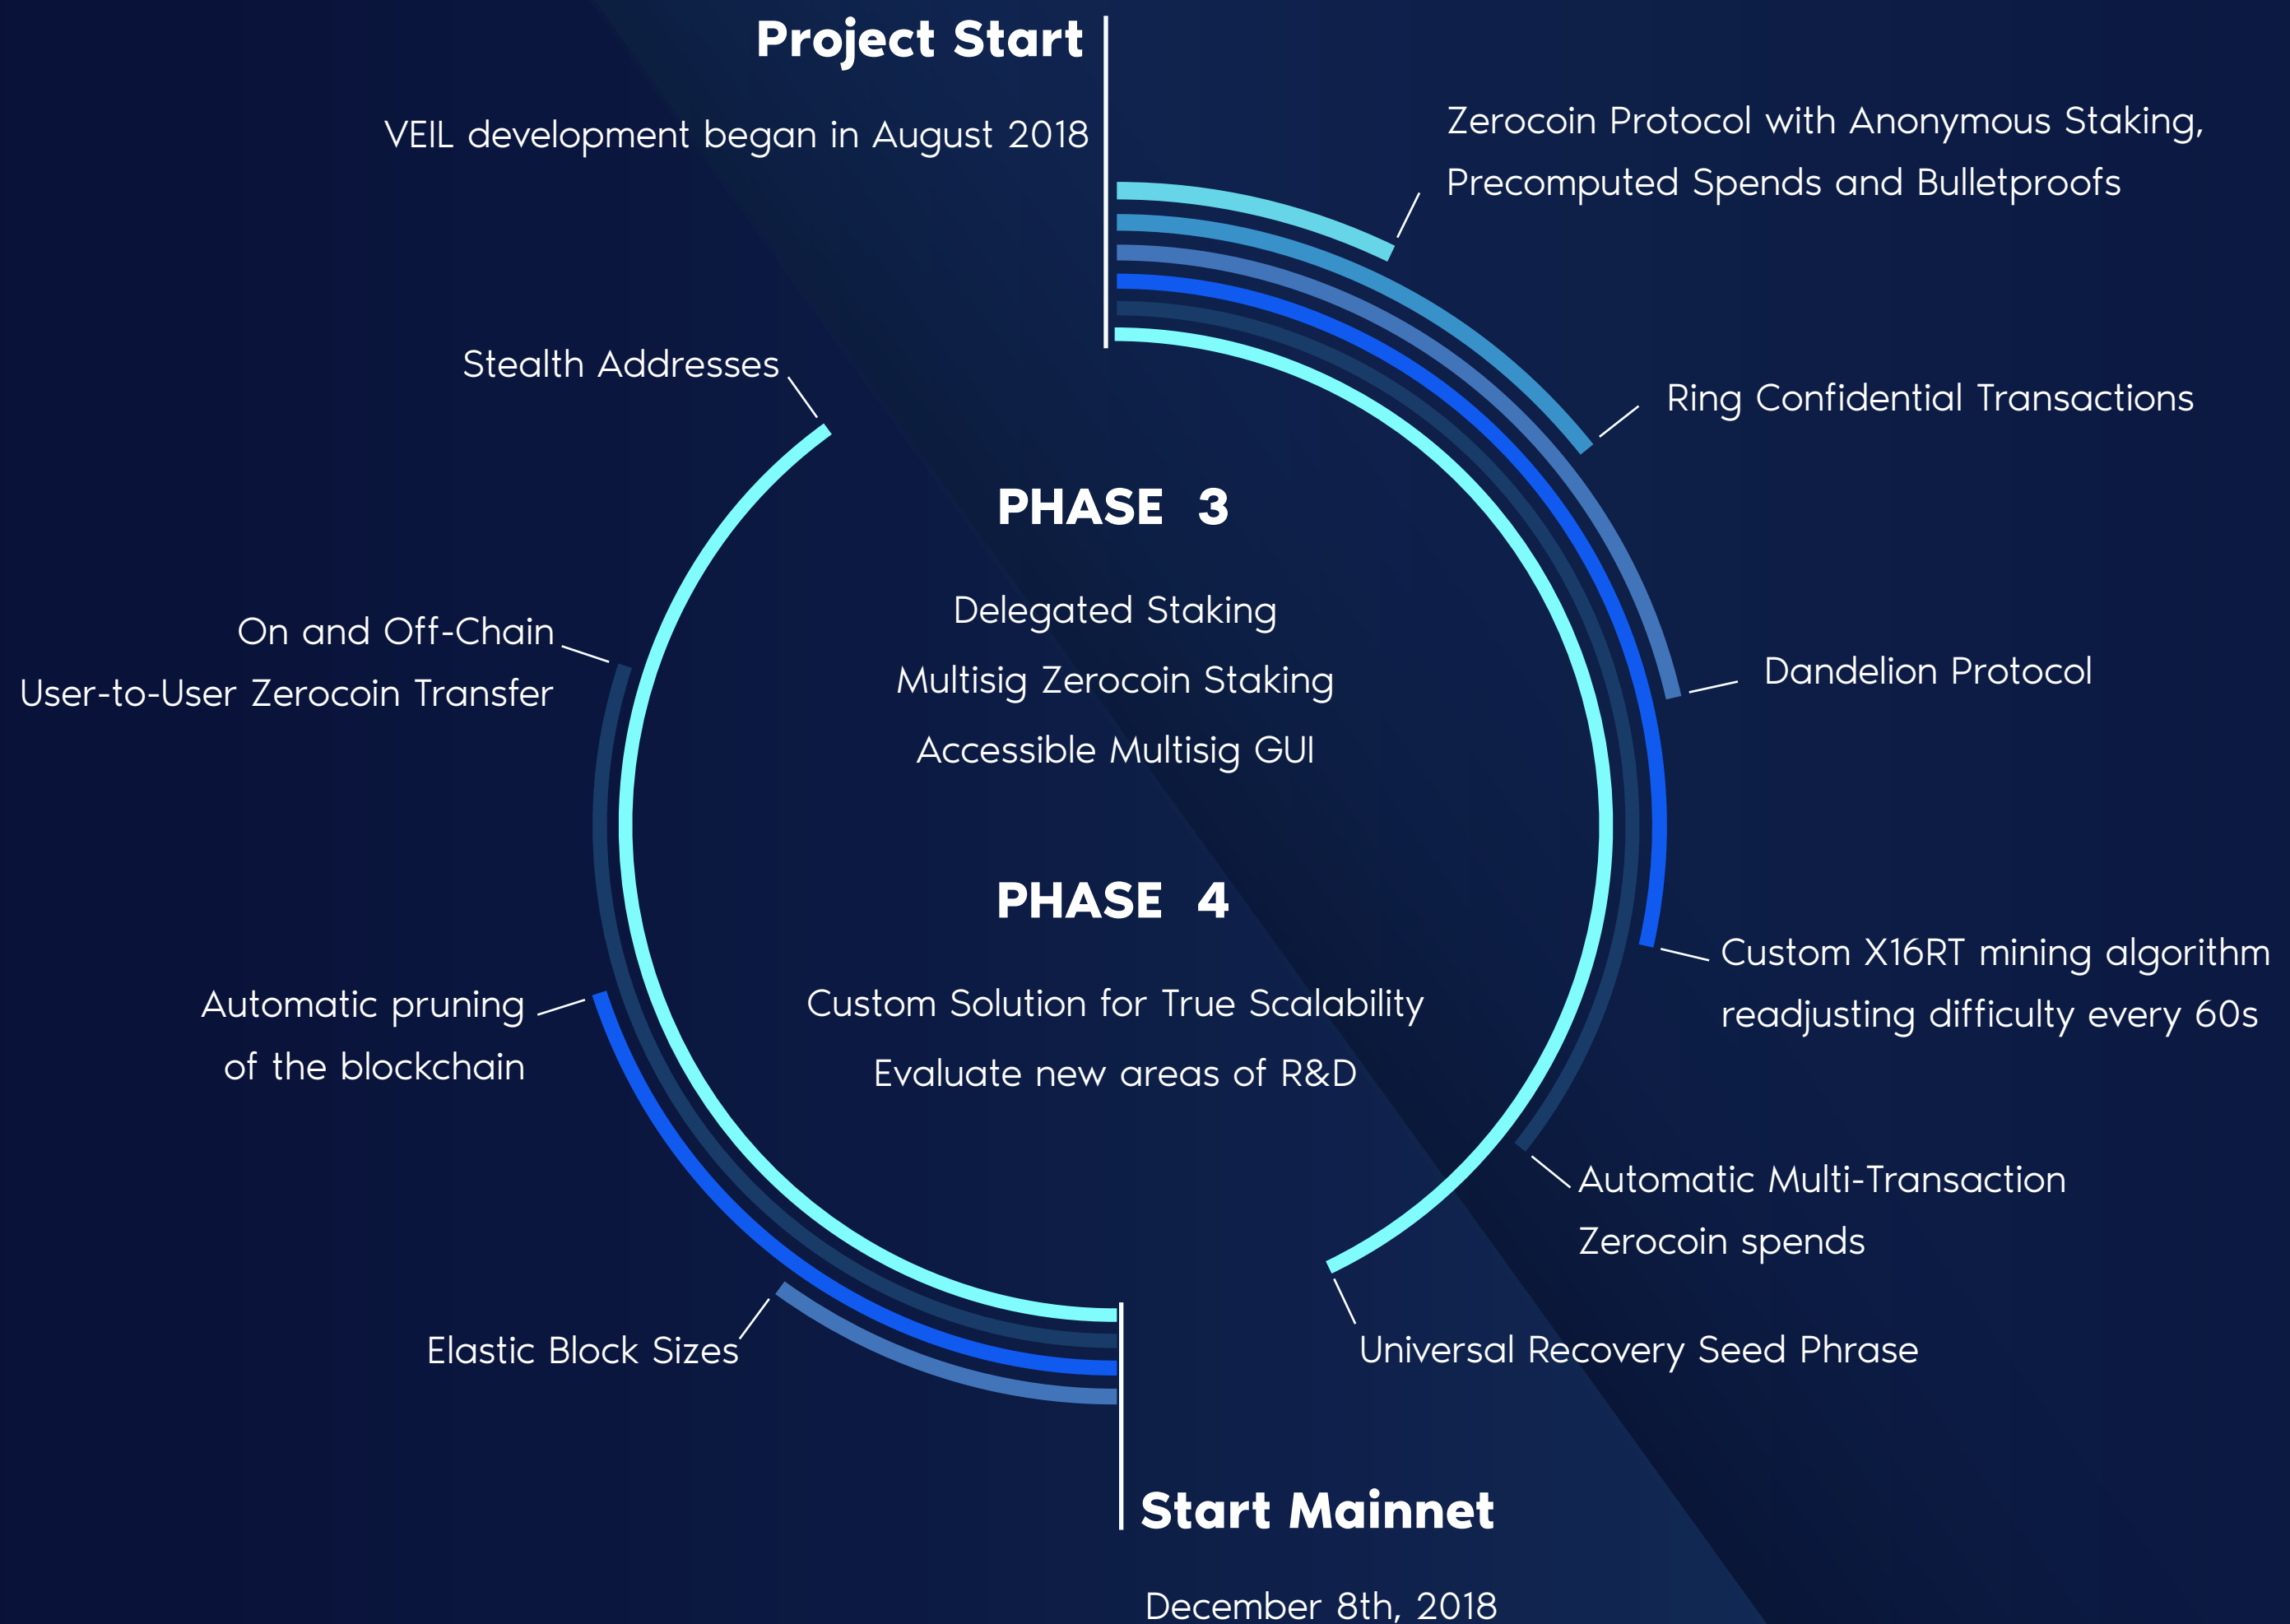 Project Start
VEIL development began in August 2018
Zerocoin Protocol with Anonymous Staking,
Precomputed Spends and Bulletproofs
Ring Confidential Transactions
Dandelion Protocol
Custom X16RT mining algorithm
readjusting difficulty every 60s
Automatic Multi-Transaction
Zerocoin spends
Universal Recovery Seed Phrase
Start Mainnet
December 8th, 2018
Elastic Block Sizes
Automatic pruning
of the blockchain
On and Off-Chain
User-to-User Zerocoin Transfer
Stealth Addresses
PHASE 3
Delegated Staking
Multisig Zerocoin Staking
Accessible Multisig GUI
PHASE 4
Custom Solution for True Scalability
Evaluate new areas of R&D